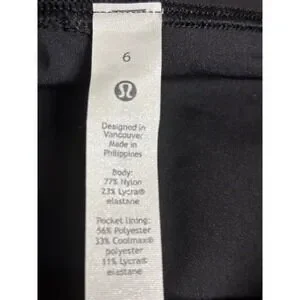 6
Designed in
Vancouver
Made in
Philippines
Body:
77% Nylon
23% Lycra®
elastane
Pocket lining:
56% Polyester
33% Coolmax®
polyester
11% Lycra®
elastane